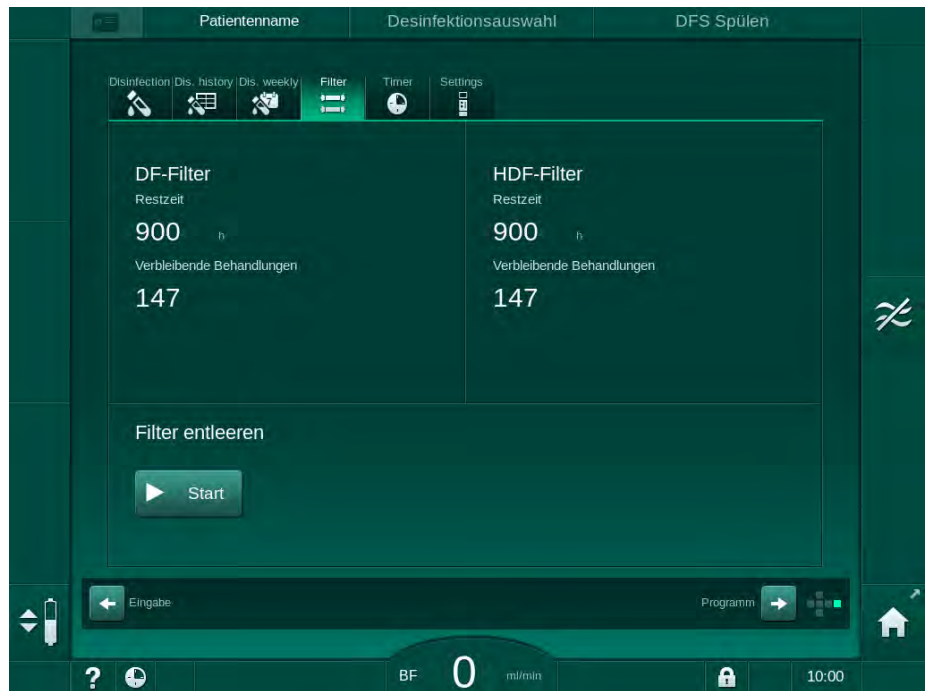 Patientenname Desinfektionsauswahl DFS Spülen
Disinfection Dis. history Dis. weekly Filter Timer Settings
DF-Filter
Restzeit
900 h
Verbleibende Behandlungen
147
HDF-Filter
Restzeit
900 h
Verbleibende Behandlungen
147
Filter entleeren
Start
Eingabe Programm
? BF 0 ml/min 10:00